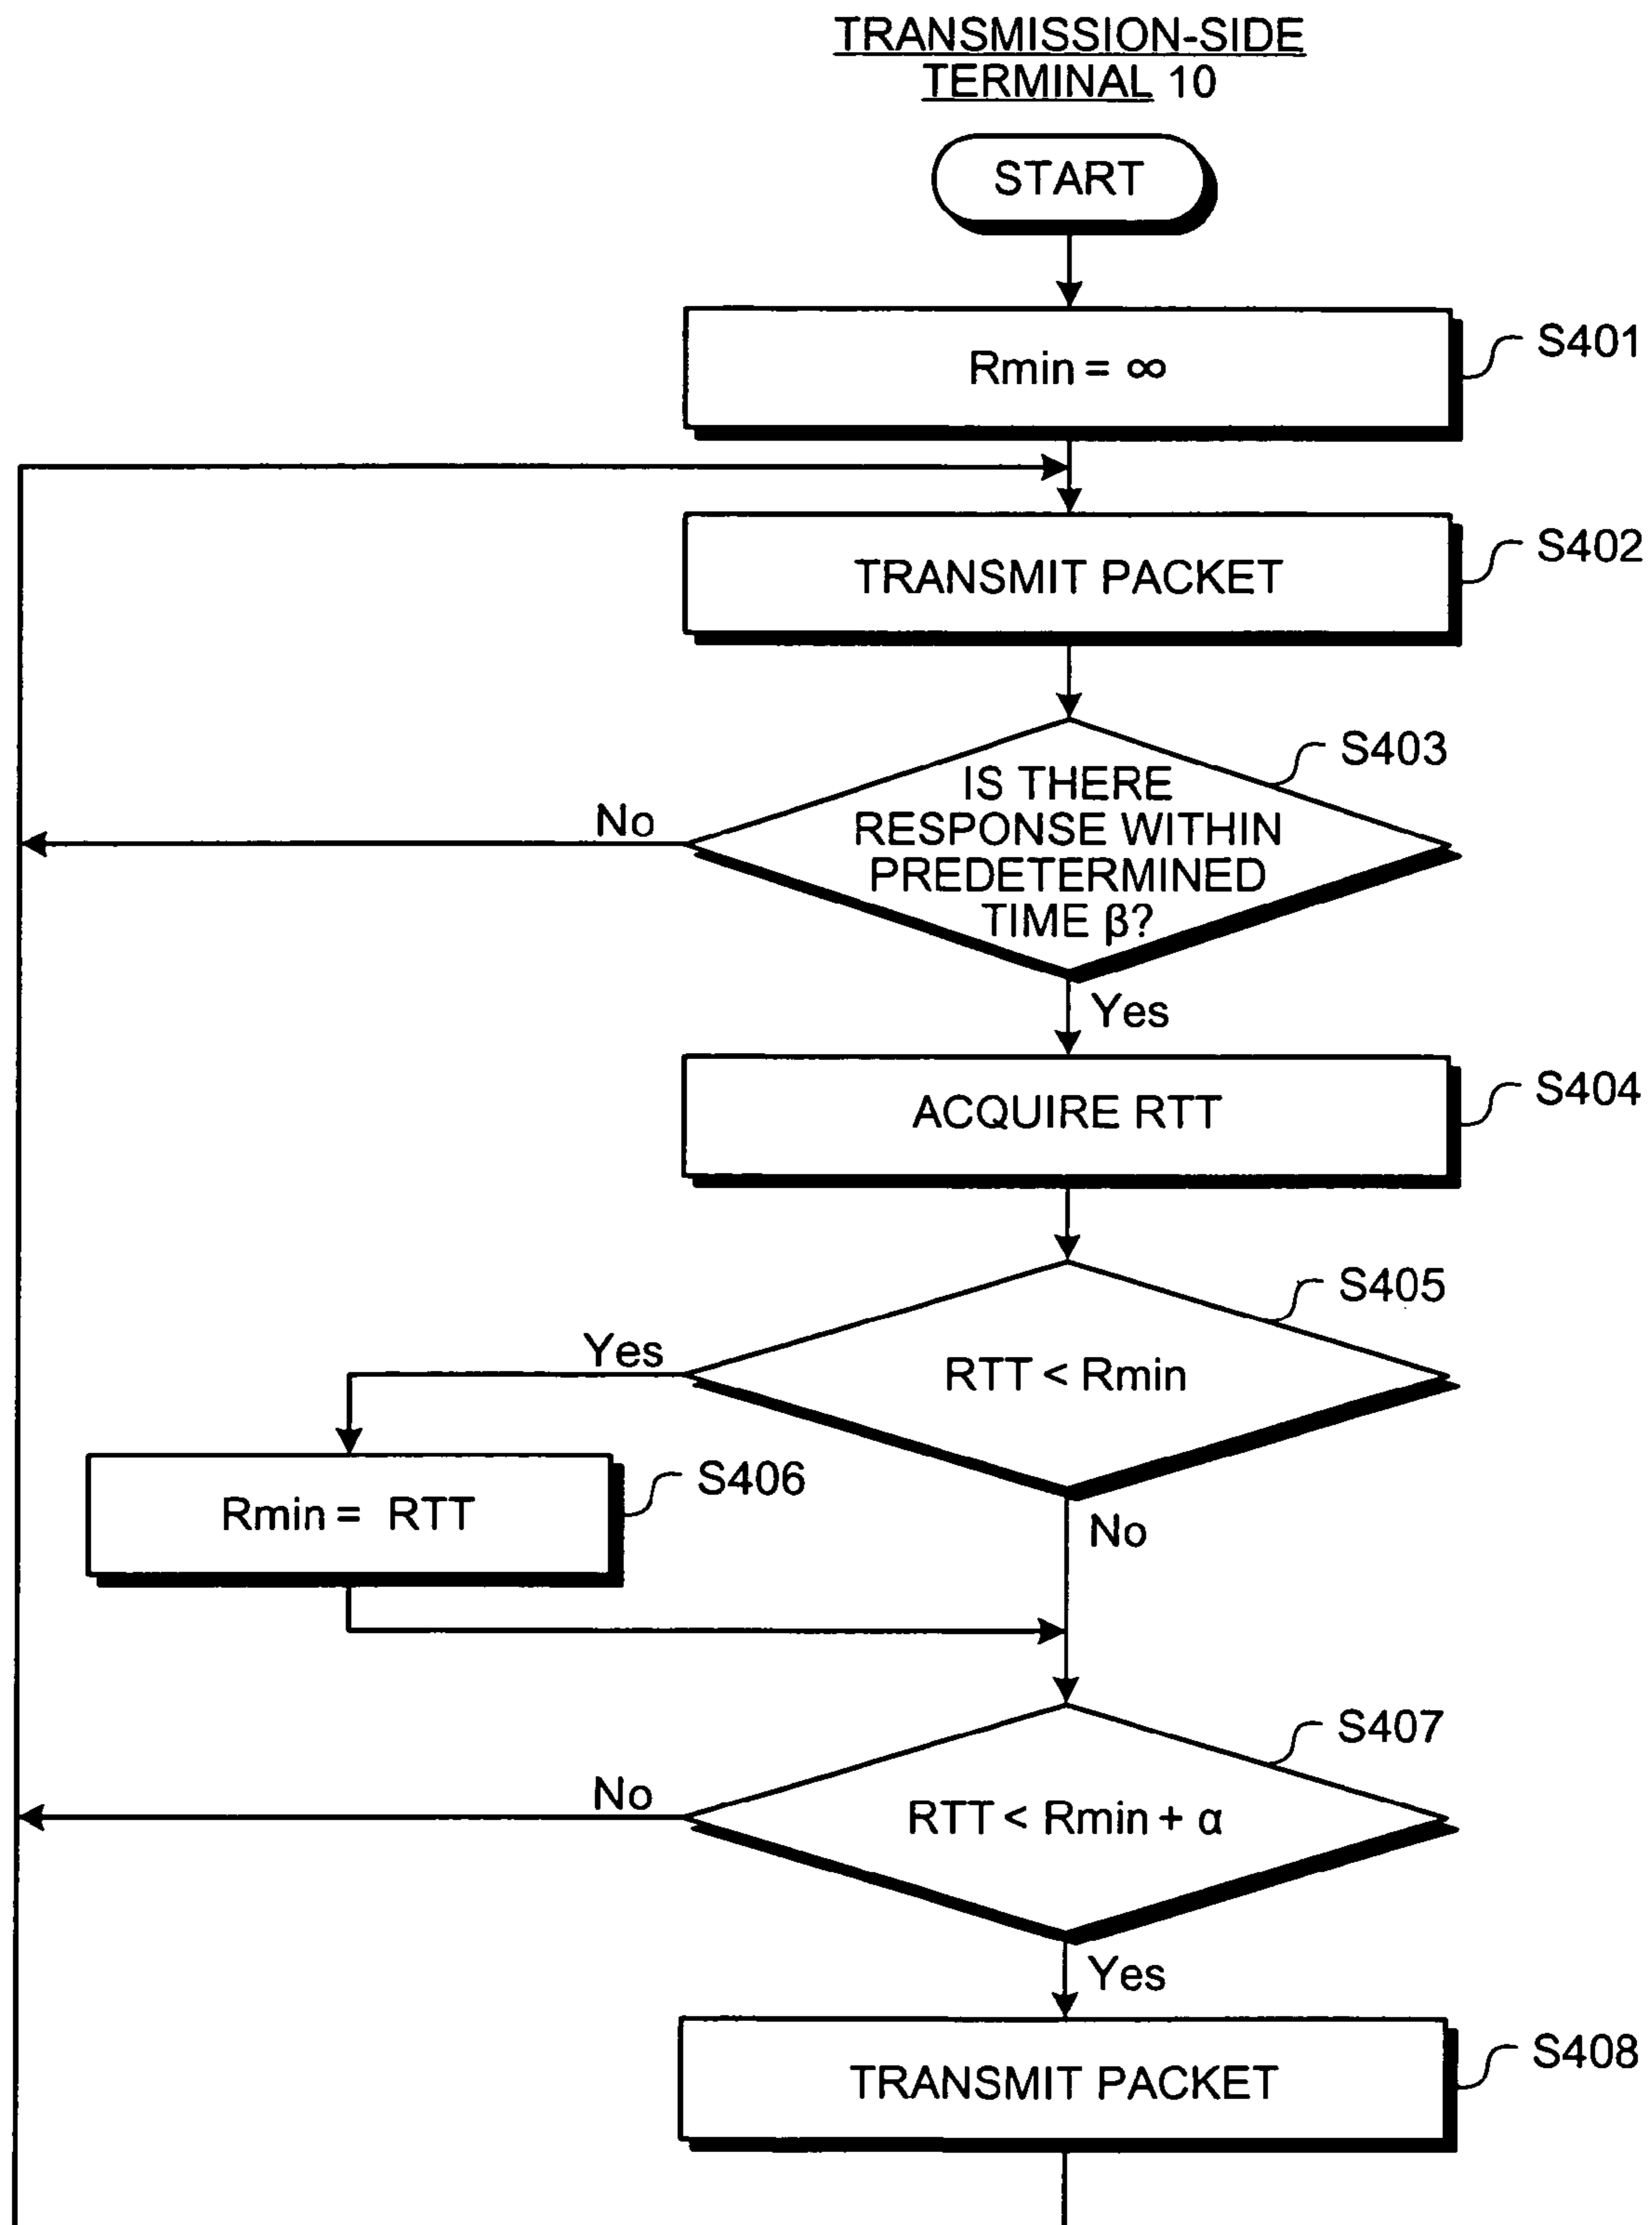 TRANSMISSION-SIDE
TERMINAL 10
START
Rmin = ∞
S401
TRANSMIT PACKET
S402
IS THERE
RESPONSE WITHIN
PREDETERMINED
TIME β?
S403
No
Yes
ACQUIRE RTT
S404
RTT < Rmin
S405
Yes
Rmin = RTT
S406
No
RTT < Rmin + α
S407
No
Yes
TRANSMIT PACKET
S408